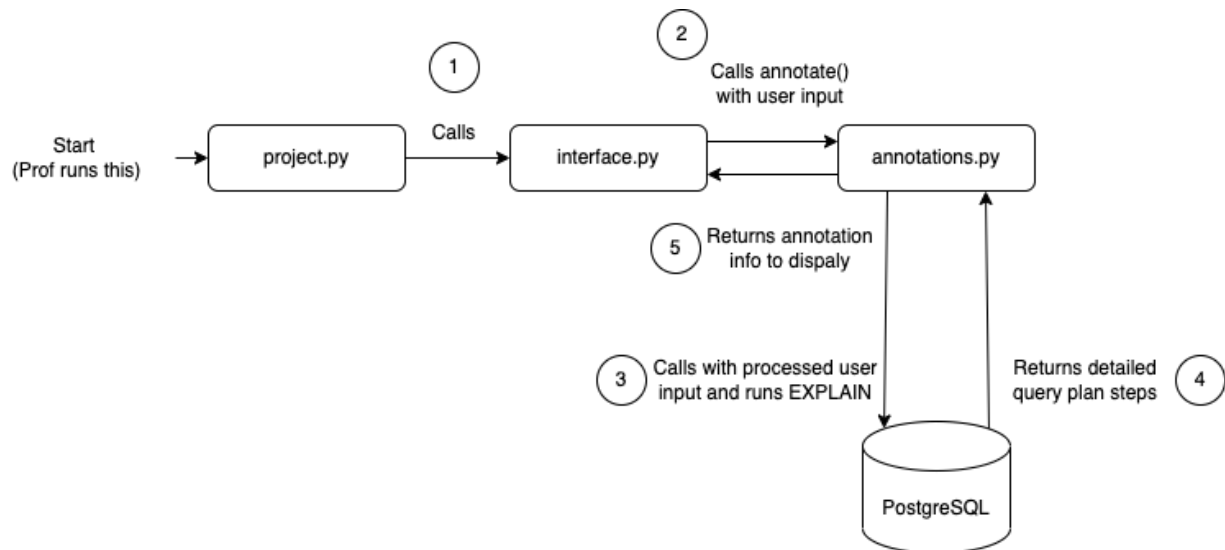 2
1
Calls annotate()
with user input
Calls
Start
(Prof runs this)
project.py
interface.py
annotations.py
5
Returns annotation
info to dispaly
3
Calls with processed user
input and runs EXPLAIN
Returns detailed
query plan steps
4
PostgreSQL